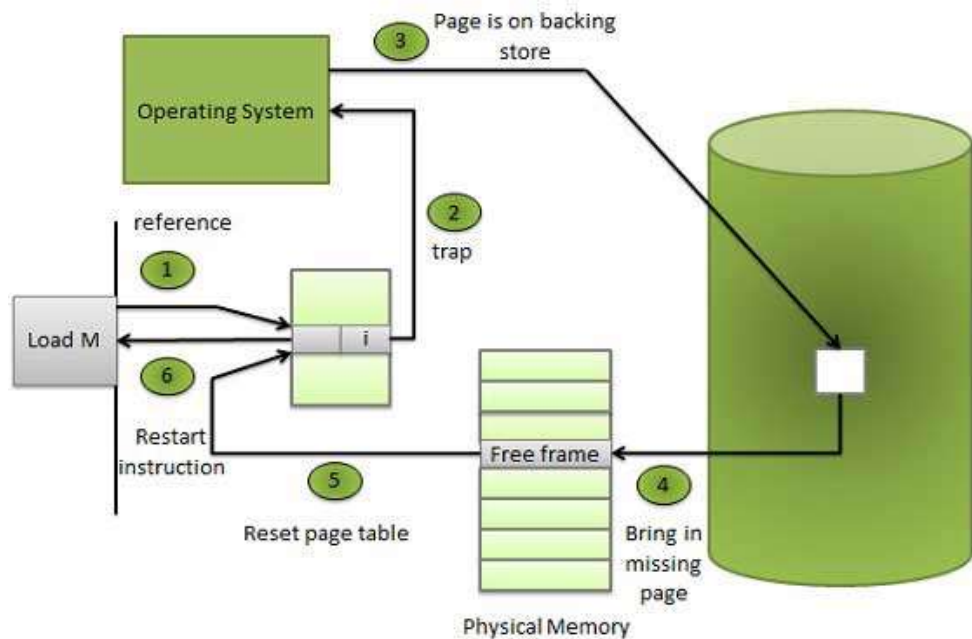 3
Page is on backing
store
Operating System
2
trap
reference
1
Load M
i
6
Restart
instruction
Free frame
5
Reset page table
4
Bring in
missing
page
Physical Memory